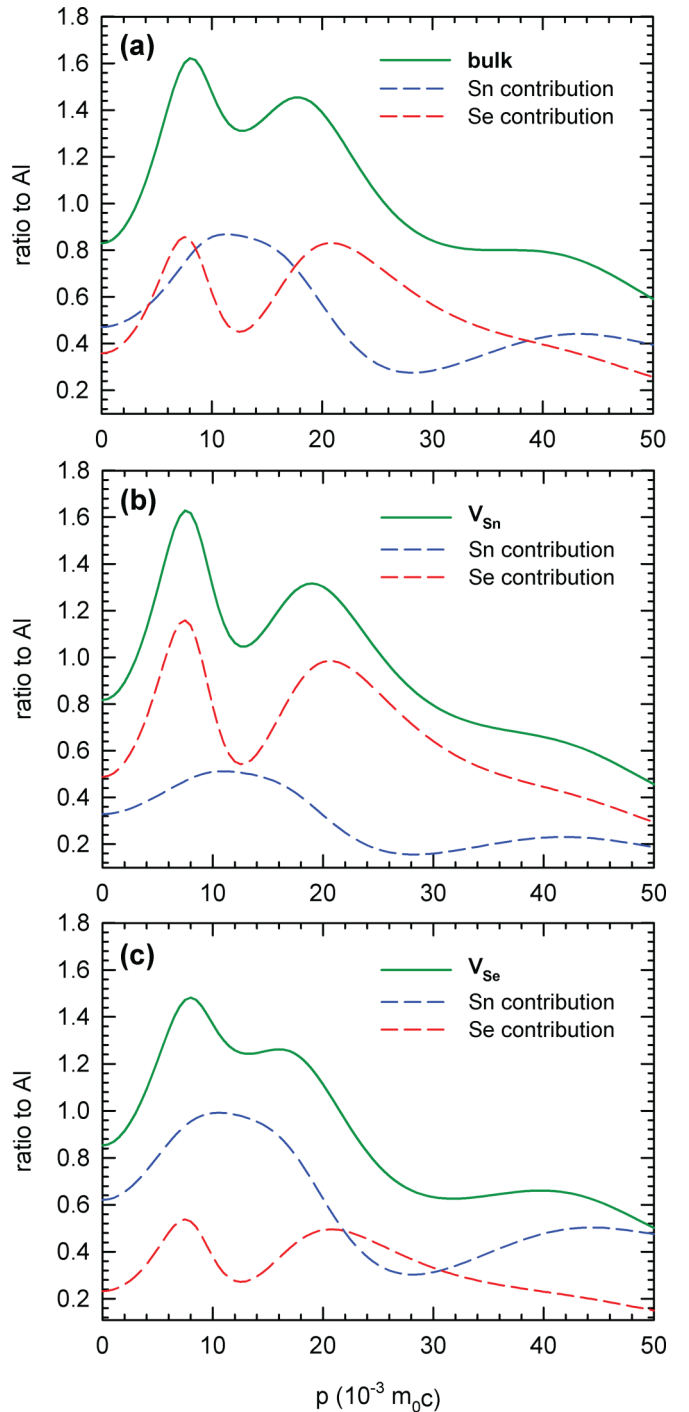 1.8
(a)
bulk
1.6
Sn contribution
1.4
Se contribution
1.2
1.0
0.8
0.6
0.4
0.2
ratio to Al
0 10 20 30 40 50
1.8
(b)
V_Sn
1.6
Sn contribution
1.4
Se contribution
1.2
1.0
0.8
0.6
0.4
0.2
ratio to Al
0 10 20 30 40 50
1.8
(c)
V_Se
1.6
Sn contribution
1.4
Se contribution
1.2
1.0
0.8
0.6
0.4
0.2
ratio to Al
0 10 20 30 40 50
p (10⁻³ m₀c)